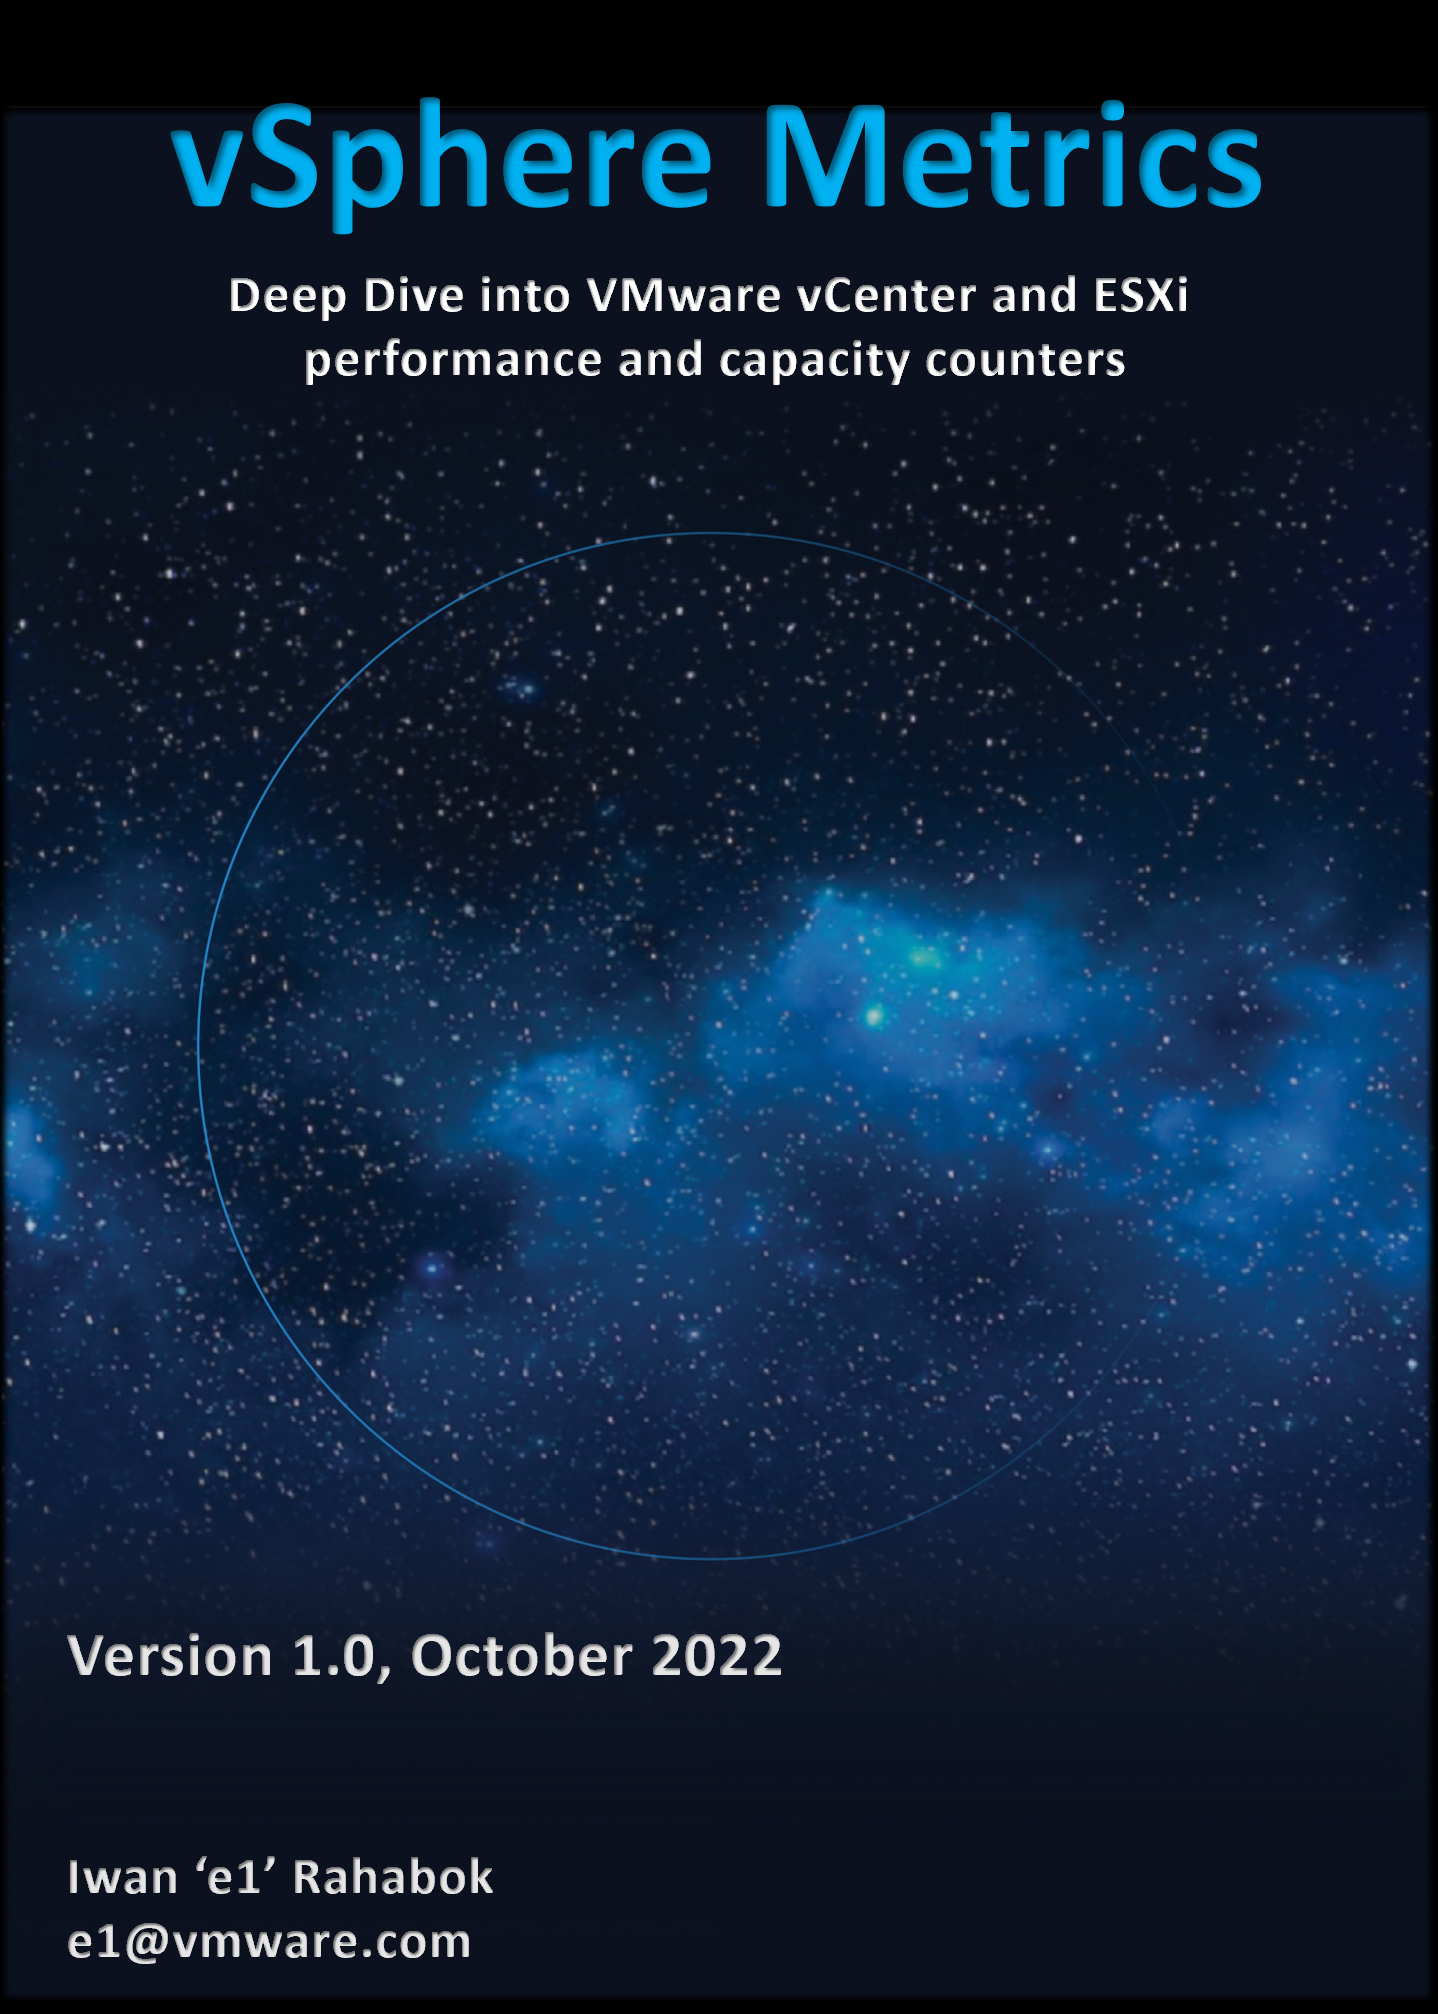 vSphere Metrics
Deep Dive into VMware vCenter and ESXi
performance and capacity counters
Version 1.0, October 2022
Iwan ‘e1’ Rahabok
e1@vmware.com